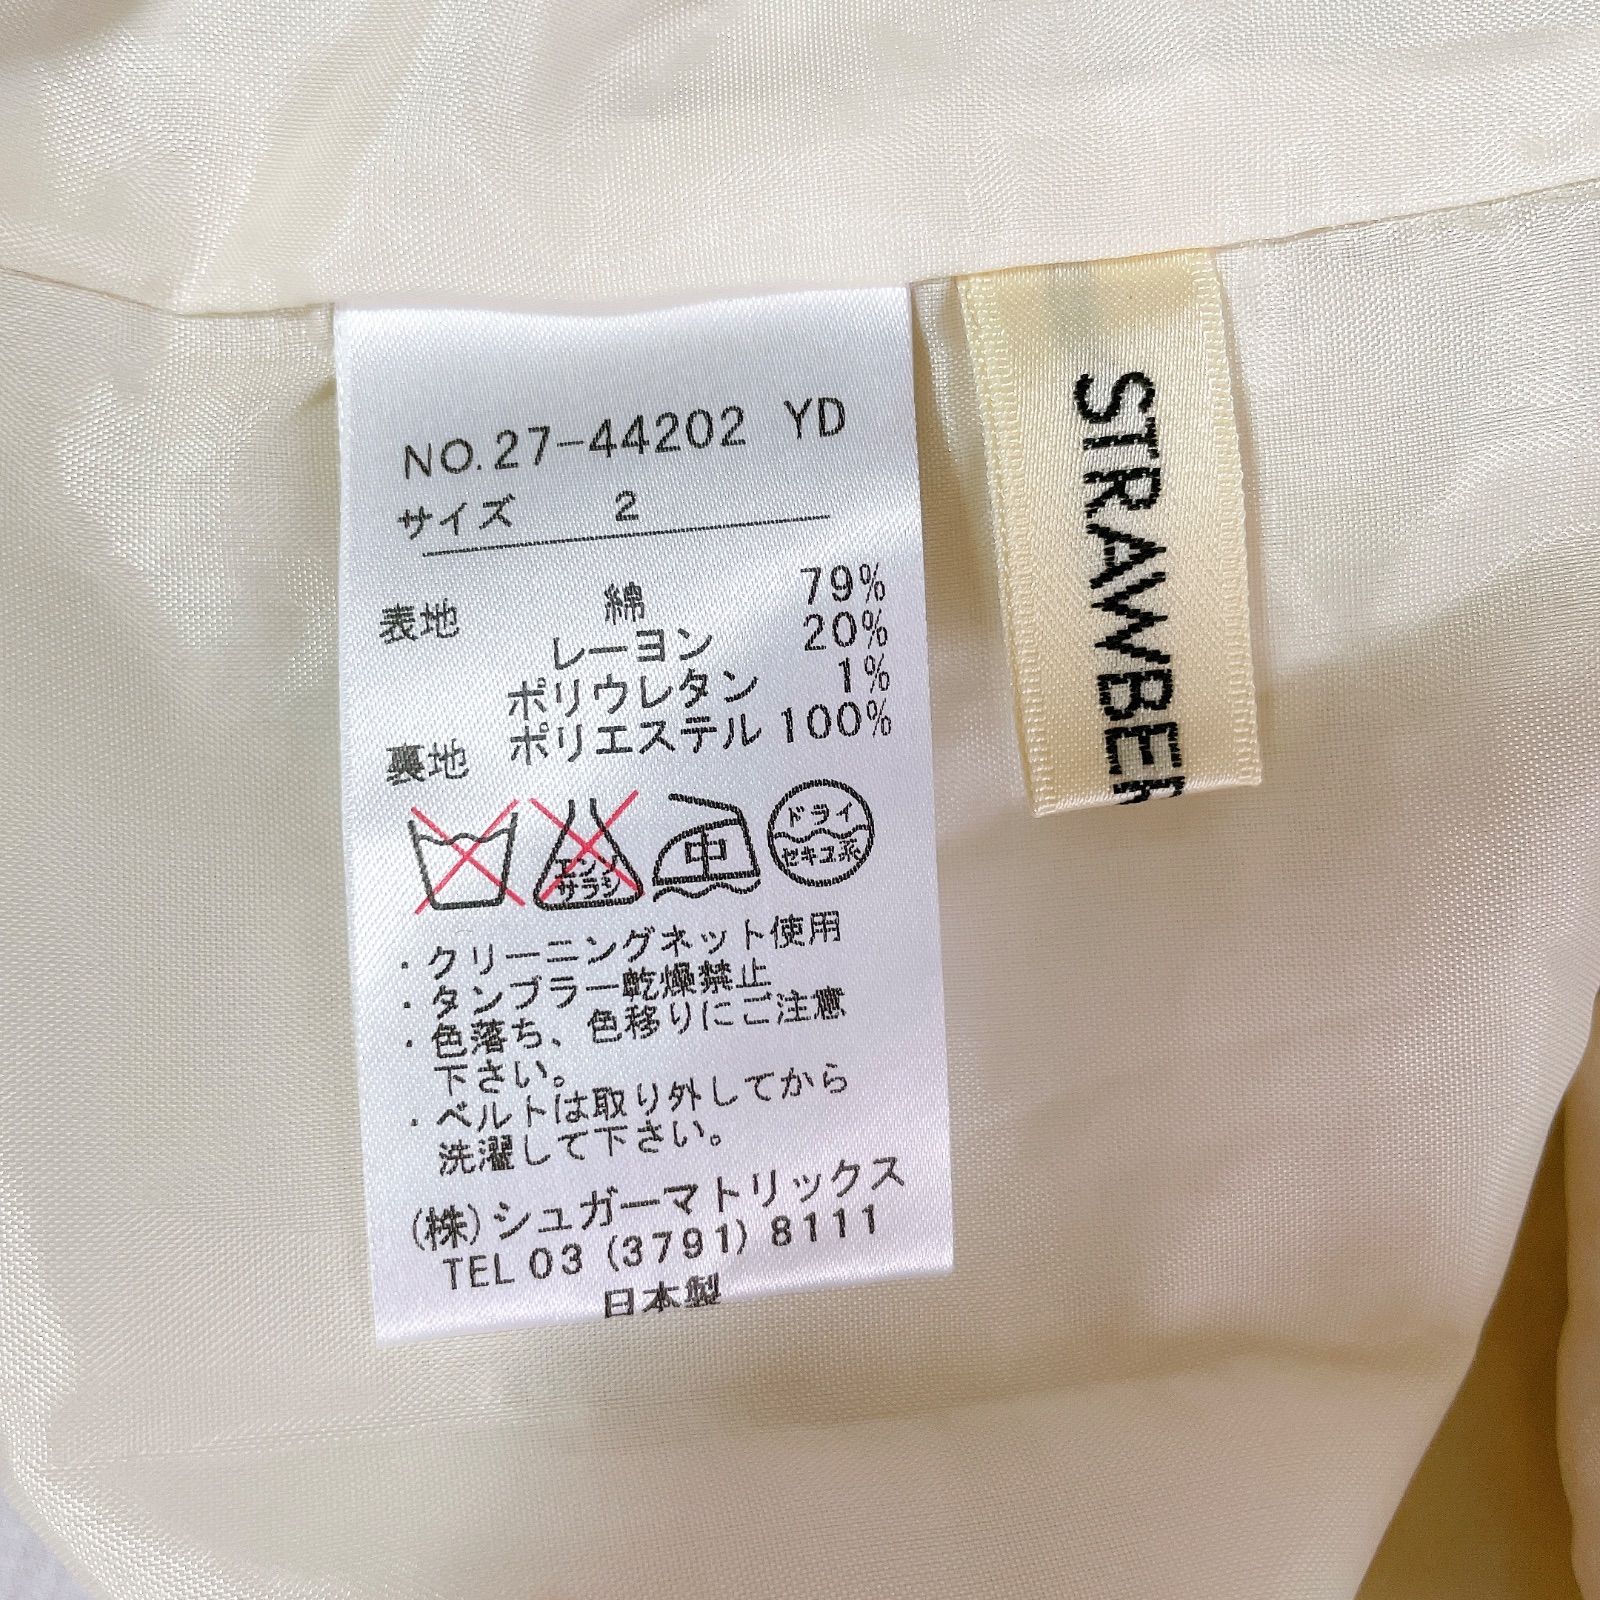 NO.27-44202 YD
サイズ 2
表地 綿 79%
レーヨン 20%
ポリウレタン 1%
裏地 ポリエステル 100%
エンソ
サラシ
中
ドライ
セキユ系
・クリーニングネット使用
・タンブラー乾燥禁止
・色落ち、色移りにご注意
下さい。
・ベルトは取り外してから
洗濯して下さい。
(株)シュガーマトリックス
TEL 03 (3791) 8111
日本製
STRAWBER